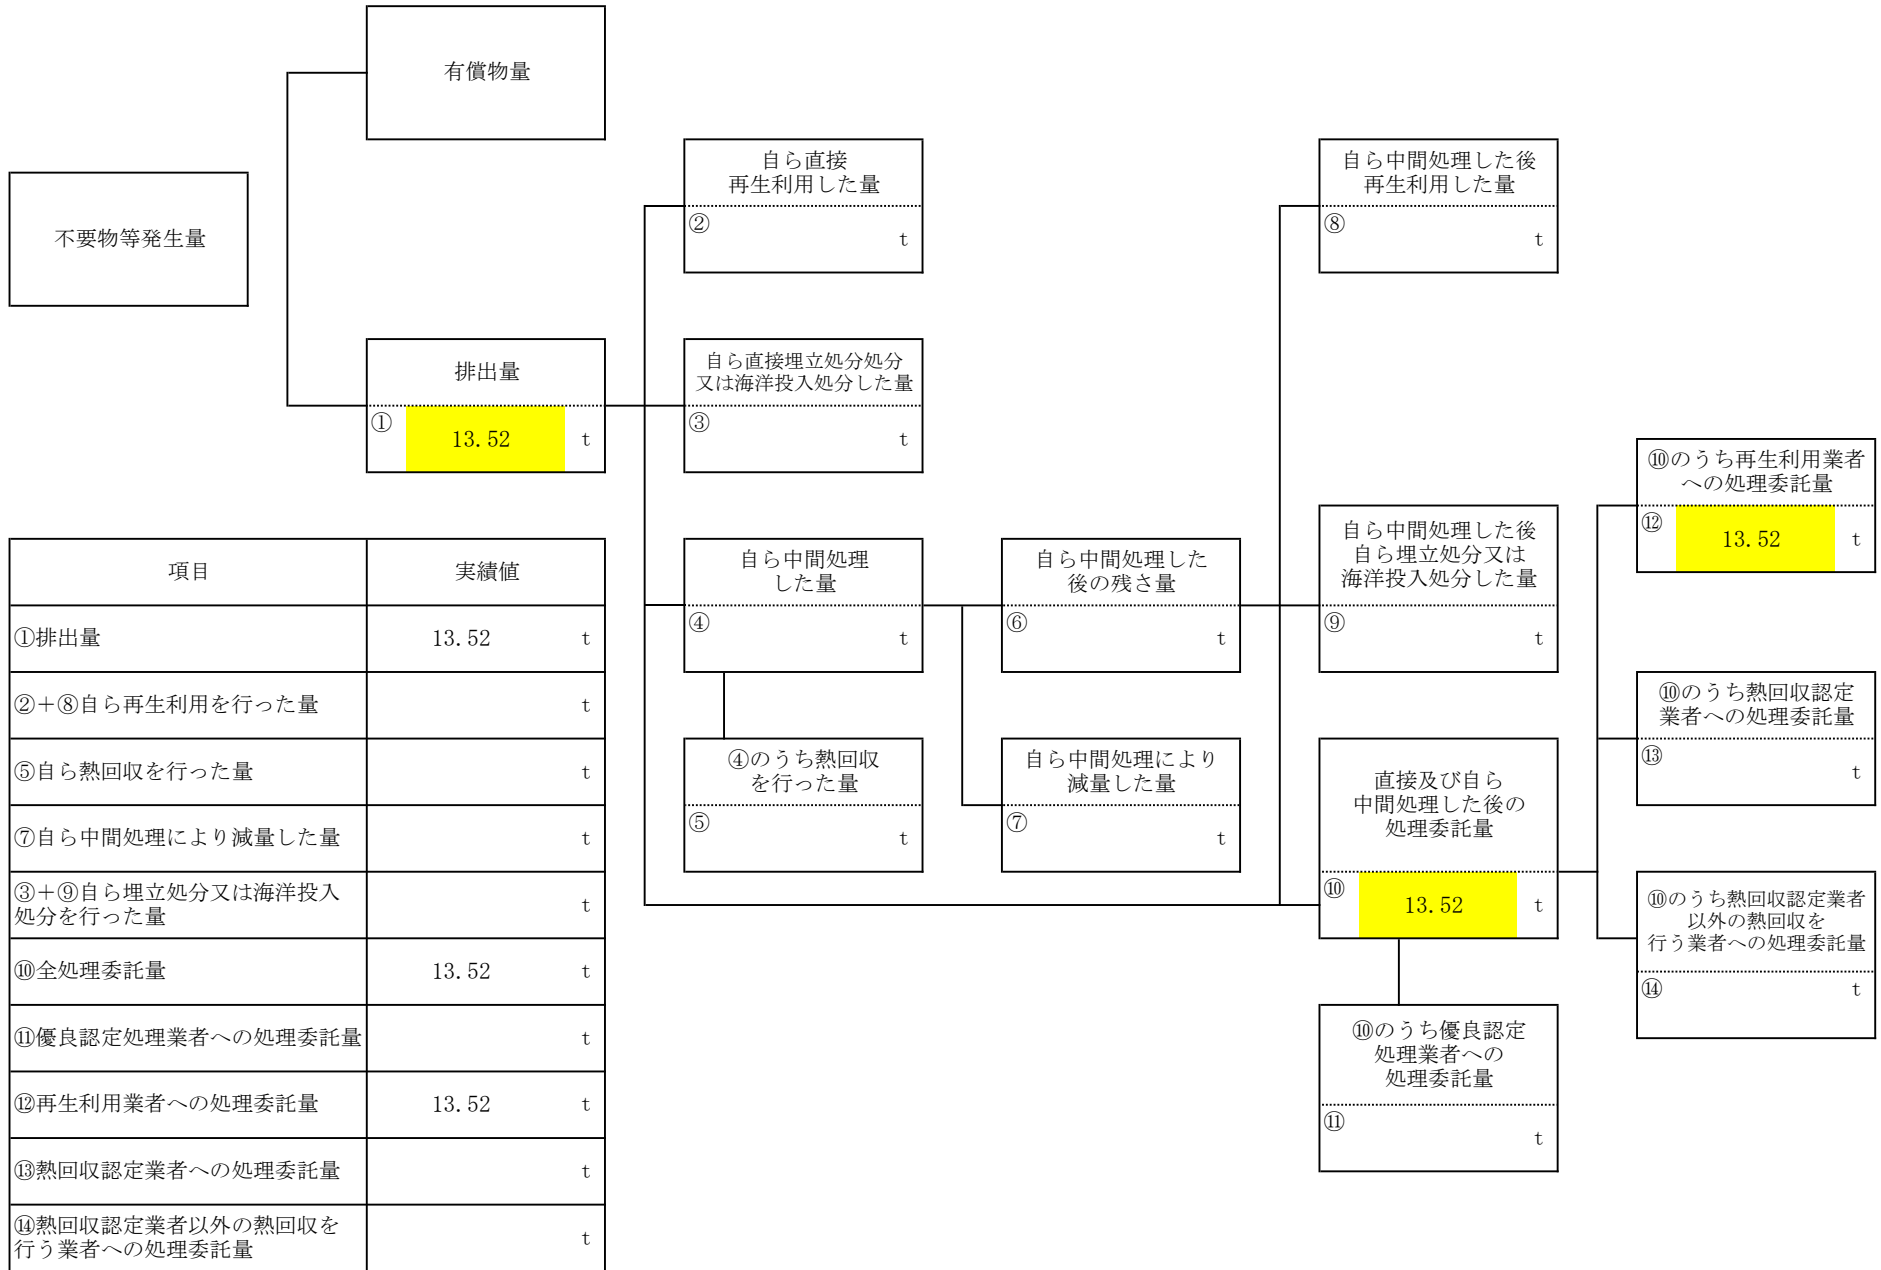 有償物量
不要物等発生量
排出量
①
13.52
t
自ら直接
再生利用した量
②
t
自ら直接埋立処分処分
又は海洋投入処分した量
③
t
自ら中間処理
した量
④
t
④のうち熱回収
を行った量
⑤
t
自ら中間処理した
後の残さ量
⑥
t
自ら中間処理により
減量した量
⑦
t
自ら中間処理した後
再生利用した量
⑧
t
自ら中間処理した後
自ら埋立処分又は
海洋投入処分した量
⑨
t
直接及び自ら
中間処理した後の
処理委託量
⑩
13.52
t
⑩のうち優良認定
処理業者への
処理委託量
⑪
t
⑩のうち再生利用業者
への処理委託量
⑫
13.52
t
⑩のうち熱回収認定
業者への処理委託量
⑬
t
⑩のうち熱回収認定業者
以外の熱回収を
行う業者への処理委託量
⑭
t
項目 実績値
①排出量 13.52 t
②＋⑧自ら再生利用を行った量 t
⑤自ら熱回収を行った量 t
⑦自ら中間処理により減量した量 t
③＋⑨自ら埋立処分又は海洋投入
処分を行った量 t
⑩全処理委託量 13.52 t
⑪優良認定処理業者への処理委託量 t
⑫再生利用業者への処理委託量 13.52 t
⑬熱回収認定業者への処理委託量 t
⑭熱回収認定業者以外の熱回収を
行う業者への処理委託量 t